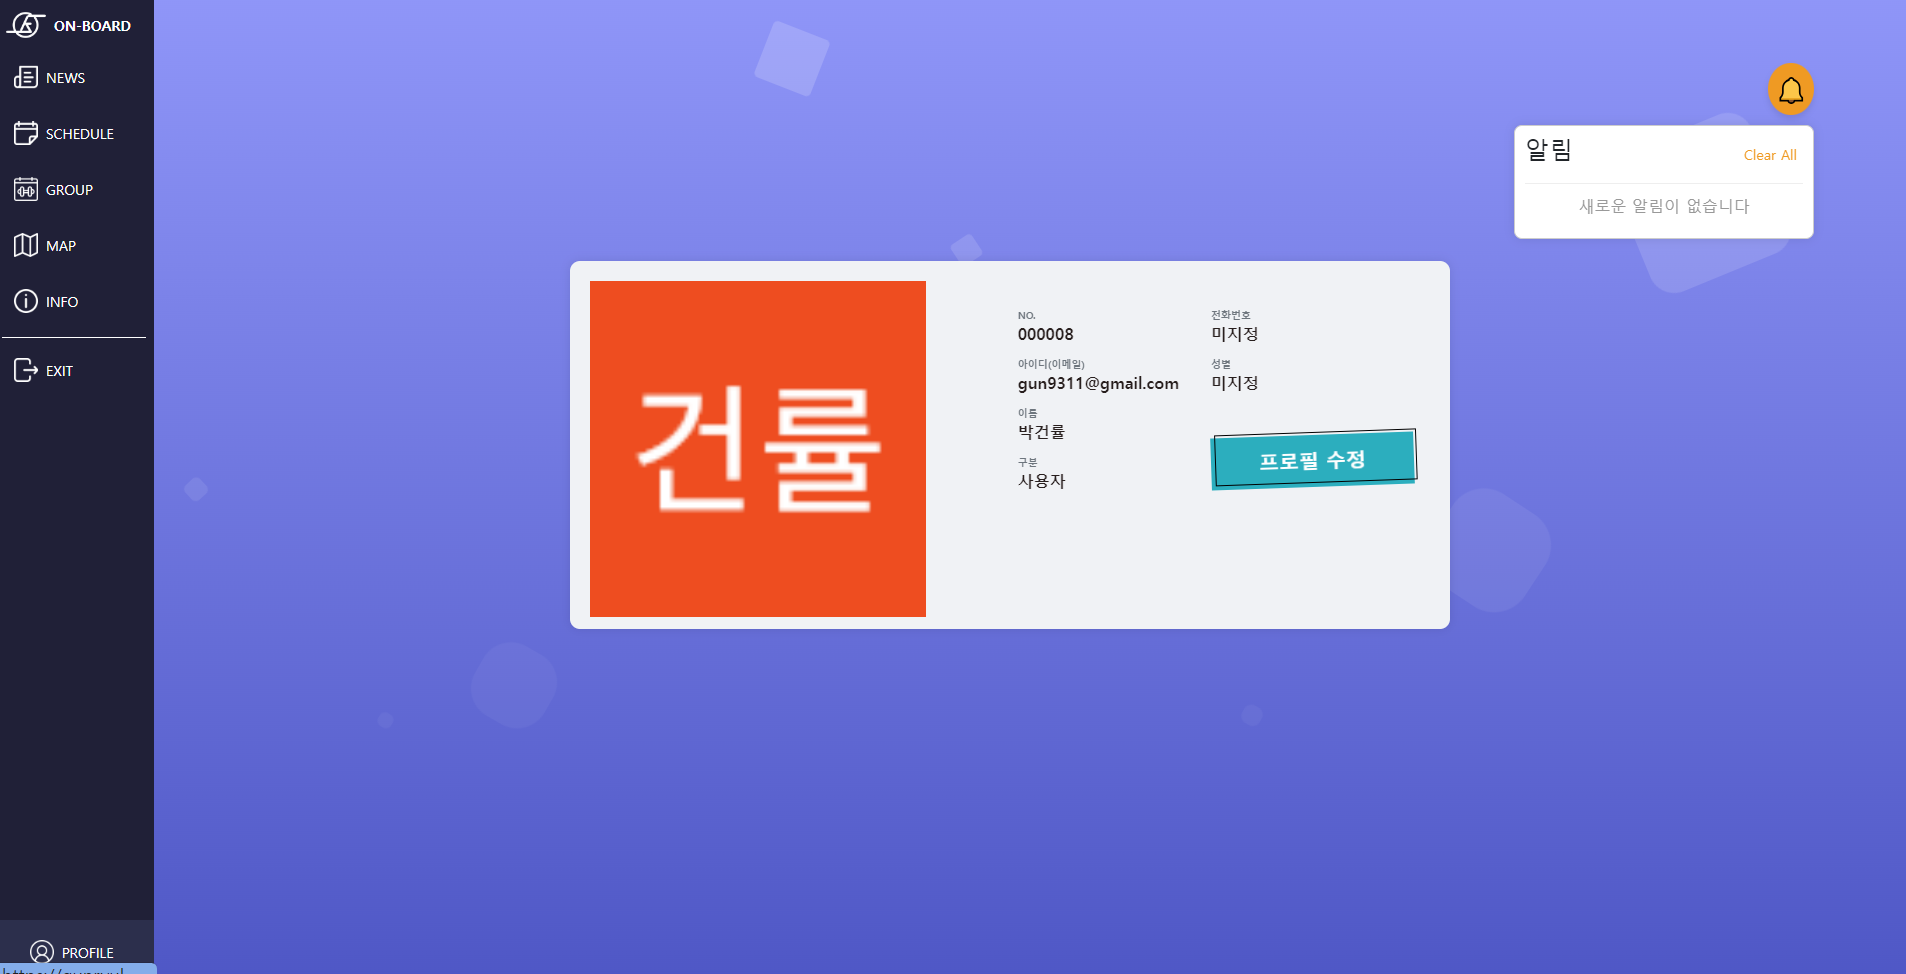 ON-BOARD
NEWS
SCHEDULE
GROUP
MAP
INFO
EXIT
PROFILE
알림
Clear All
새로운 알림이 없습니다
건률
NO.
000008
아이디(이메일)
gun9311@gmail.com
이름
박건률
구분
사용자
전화번호
미지정
성별
미지정
프로필 수정